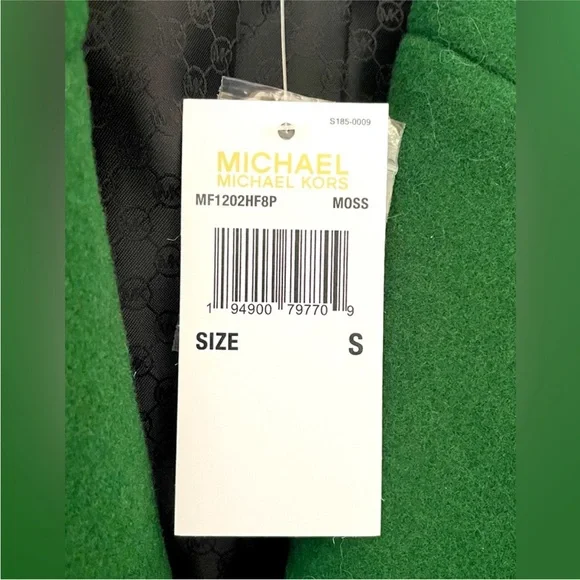 S185-0009
MICHAEL
MICHAEL KORS
MF1202HF8P MOSS
1 94900 79770 9
SIZE S